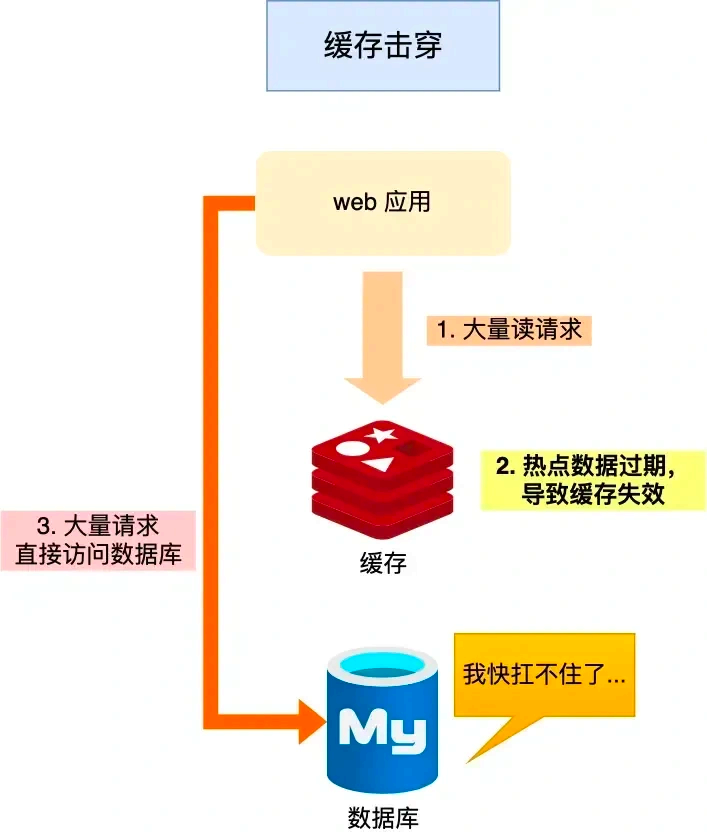 缓存击穿
web 应用
1. 大量读请求
2. 热点数据过期，
导致缓存失效
缓存
3. 大量请求
直接访问数据库
我快扛不住了...
My
数据库